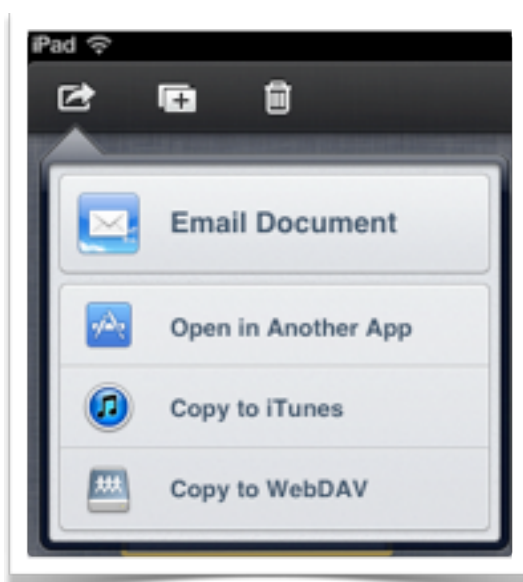 iPad
Email Document
Open in Another App
Copy to iTunes
Copy to WebDAV